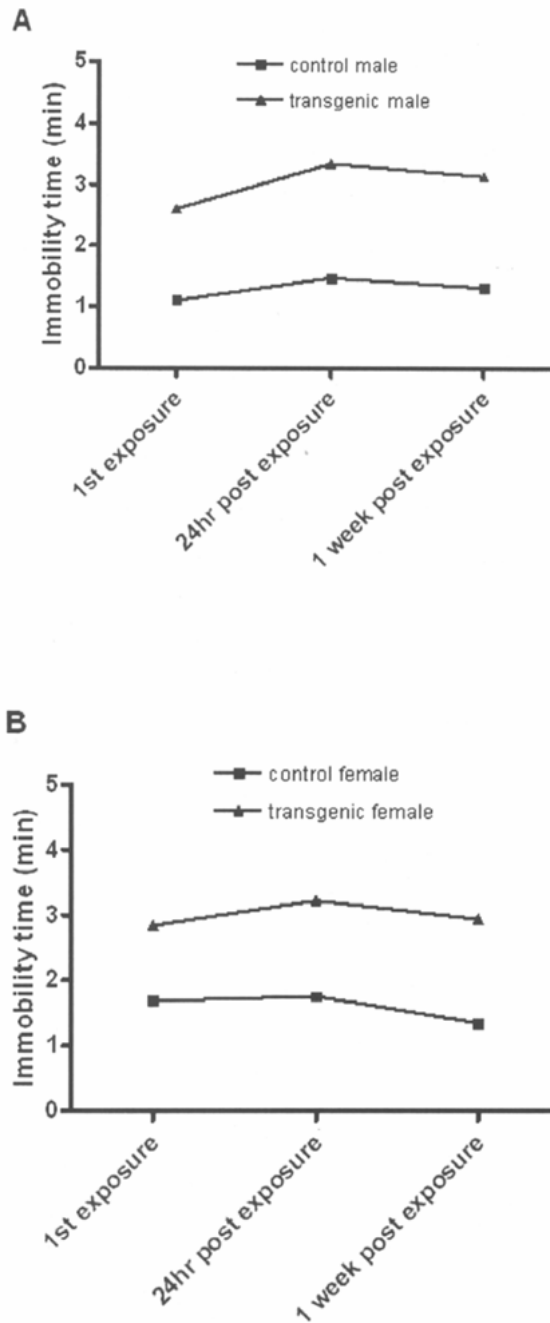 A
control male
transgenic male
Immobility time (min)
5
4
3
2
1
0
1st exposure
24hr post exposure
1 week post exposure
B
control female
transgenic female
Immobility time (min)
5
4
3
2
1
0
1st exposure
24hr post exposure
1 week post exposure